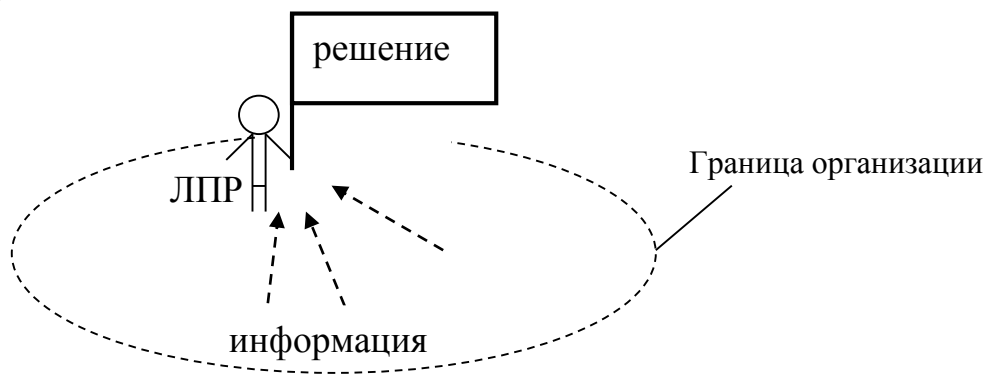 решение
Граница организации
ЛПР
информация